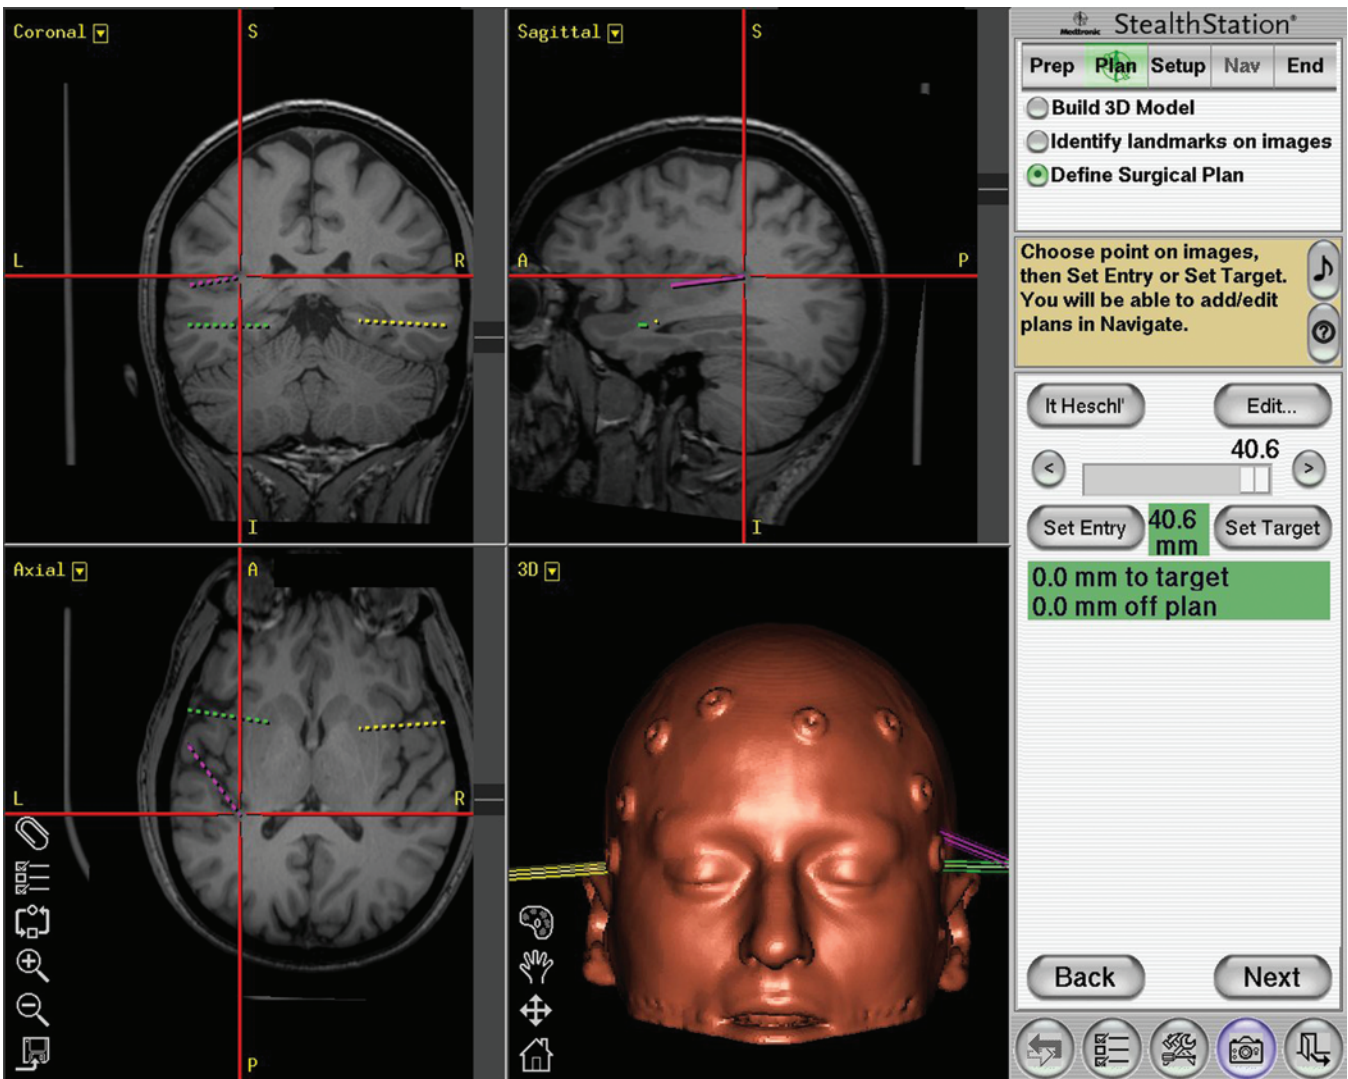 Coronal
S
L
R
I
Sagittal
S
A
P
I
Axial
A
L
R
P
3D
Medtronic
StealthStation®
Prep Plan Setup Nav End
Build 3D Model
Identify landmarks on images
Define Surgical Plan
Choose point on images,
then Set Entry or Set Target.
You will be able to add/edit
plans in Navigate.
lt Heschl'
Edit...
40.6
<
>
Set Entry
40.6
mm
Set Target
0.0 mm to target
0.0 mm off plan
Back
Next